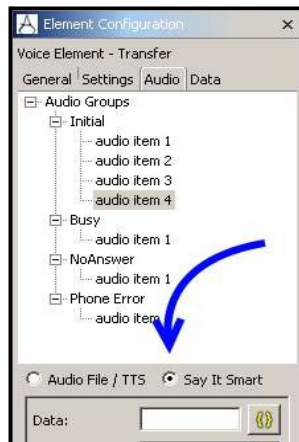 Element Configuration
Voice Element - Transfer
General Settings Audio Data
Audio Groups
Initial
audio item 1
audio item 2
audio item 3
audio item 4
Busy
audio item 1
NoAnswer
audio item 1
Phone Error
audio item
Audio File / TTS Say It Smart
Data: